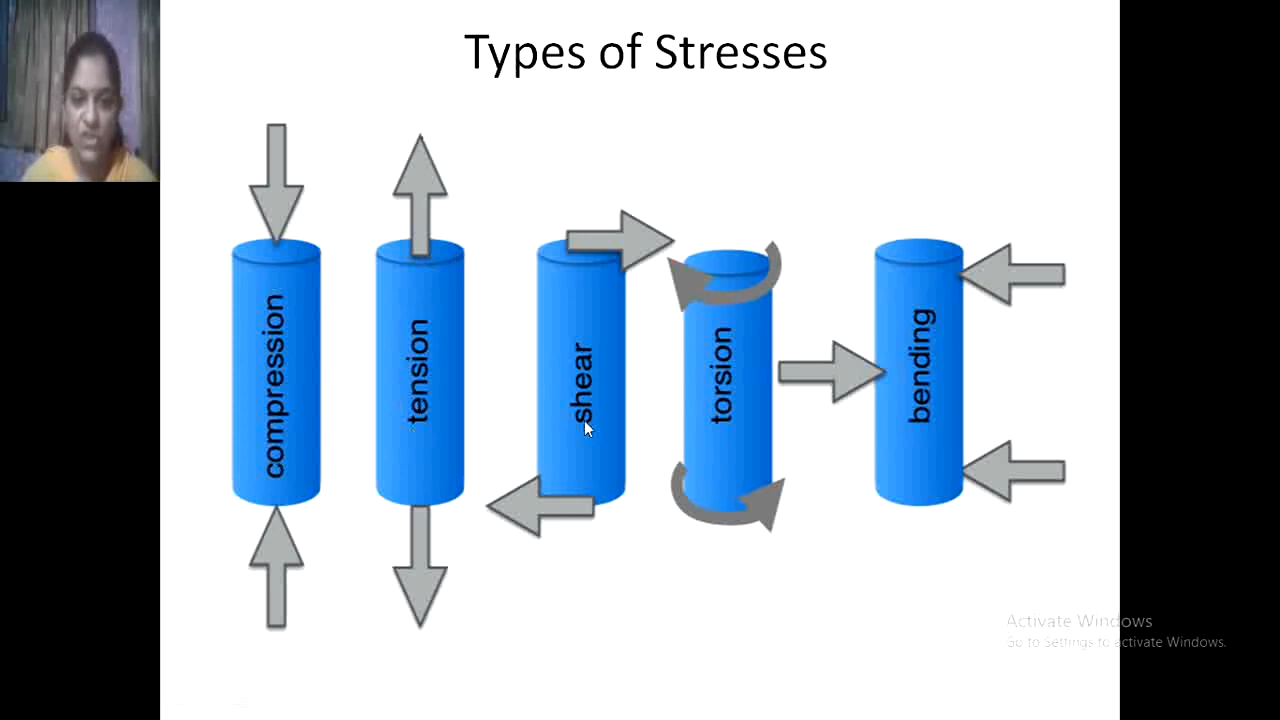 Types of Stresses
compression
tension
shear
torsion
bending
Activate Windows
Go to Settings to activate Windows.